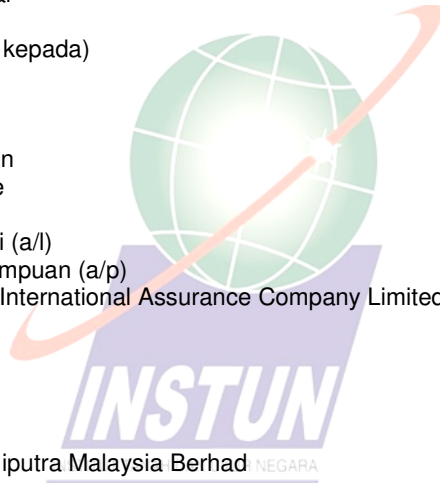 kepada)
n
e
i (a/l)
mpuan (a/p)
International Assurance Company Limited
INSTUN
iputra Malaysia Berhad
NEGARA